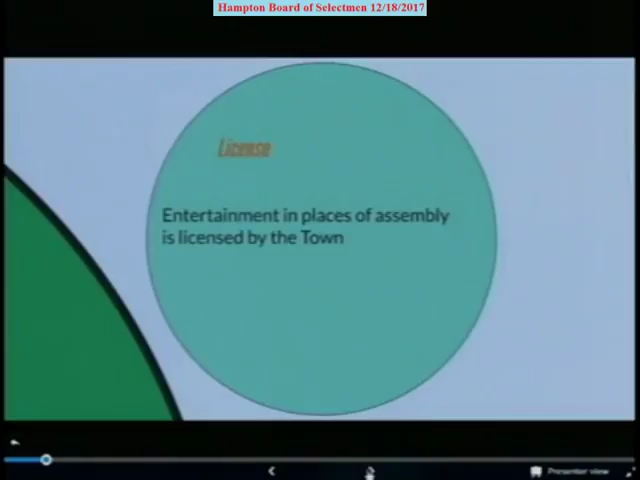 Hampton Board of Selectmen 12/18/2017
License
Entertainment in places of assembly
is licensed by the Town
Presenter view